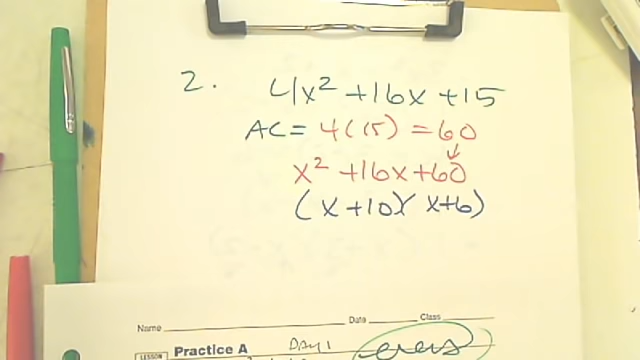 2. 4x² + 16x + 15
AC = 4(15) = 60
x² + 16x + 60
(x + 10)(x + 6)
Name Date Class
LESSON Practice A DAY 1